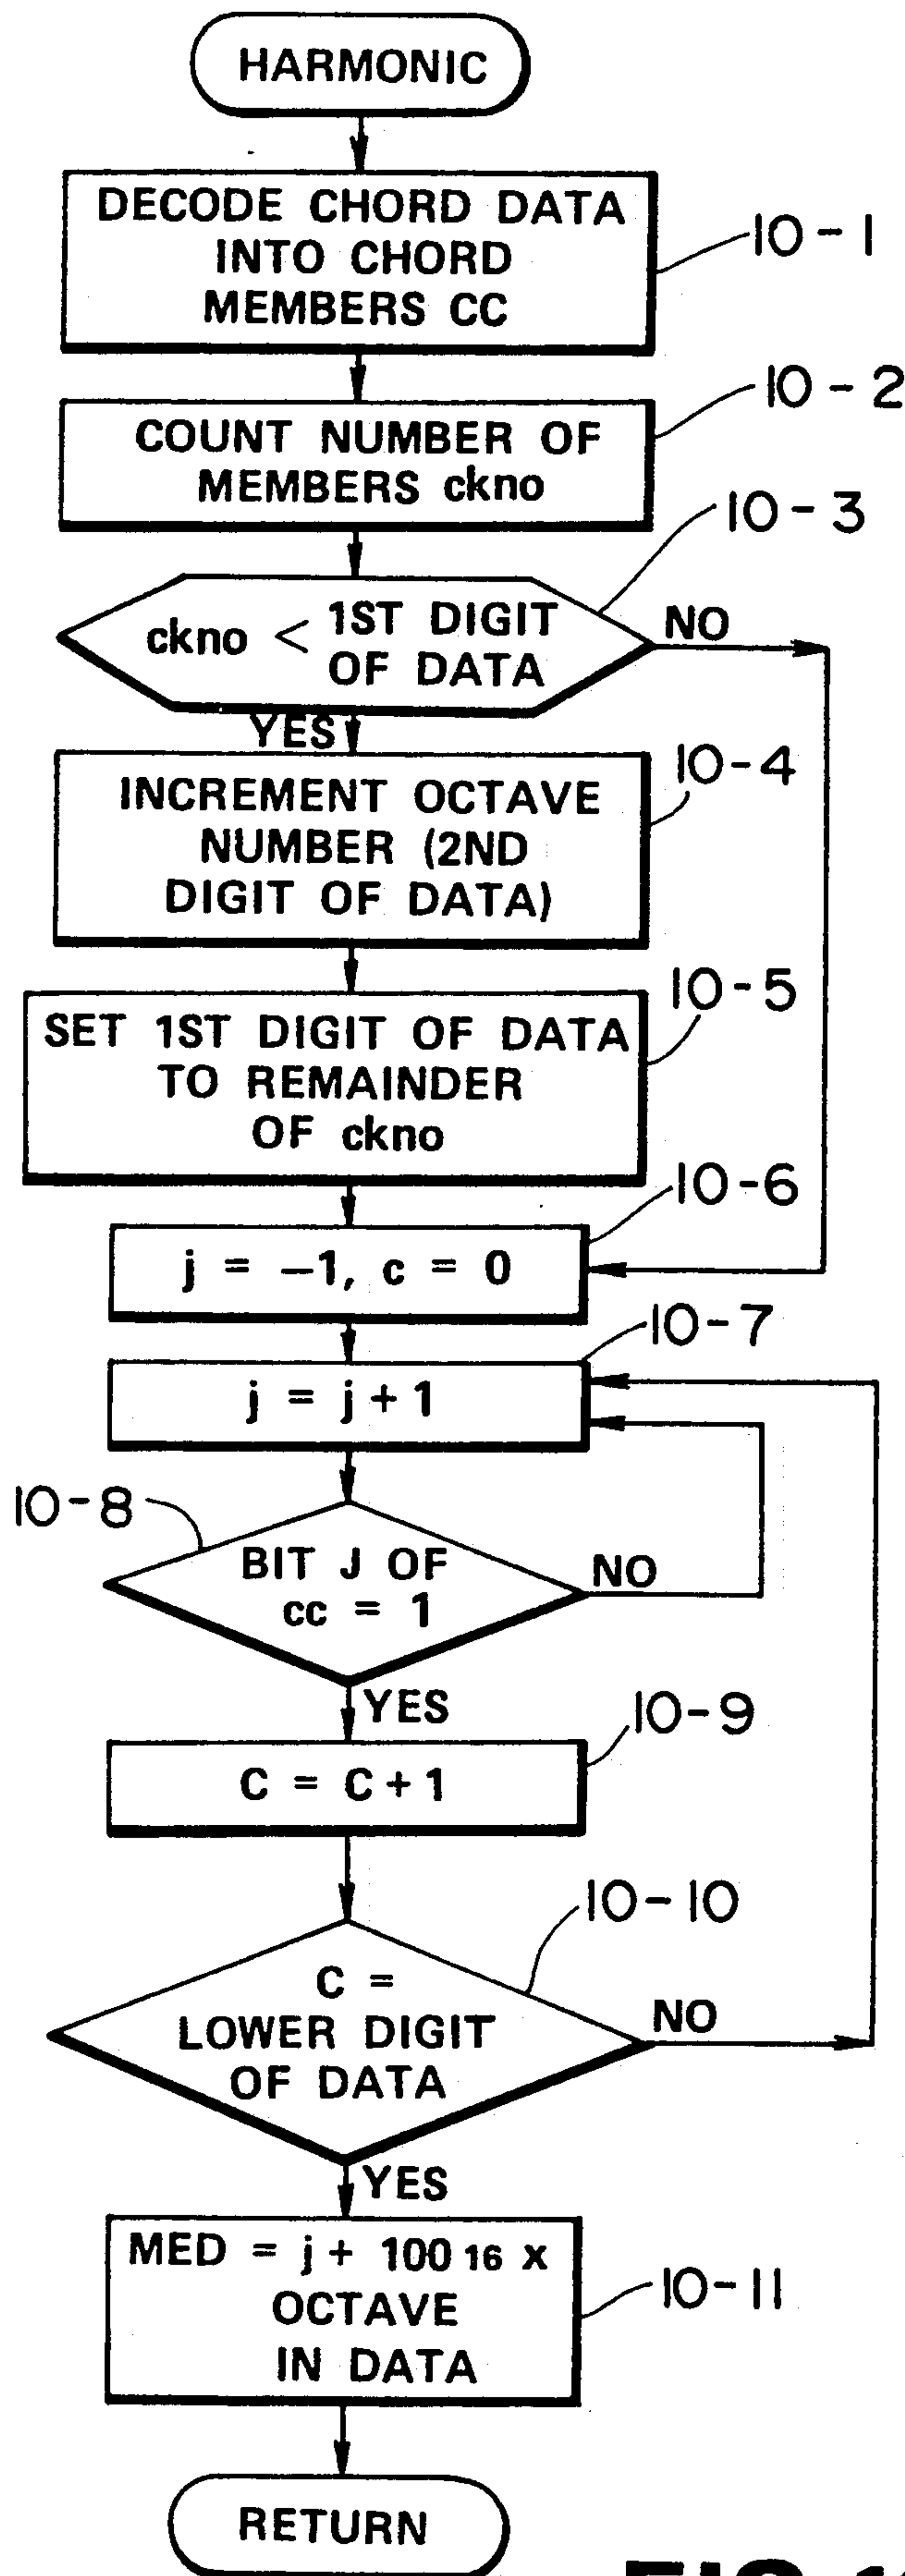 HARMONIC
DECODE CHORD DATA
INTO CHORD
MEMBERS CC
10-1
COUNT NUMBER OF
MEMBERS ckno
10-2
ckno < 1ST DIGIT
OF DATA
10-3
NO
YES
INCREMENT OCTAVE
NUMBER (2ND
DIGIT OF DATA)
10-4
SET 1ST DIGIT OF DATA
TO REMAINDER
OF ckno
10-5
j = -1, c = 0
10-6
j = j + 1
10-7
10-8
BIT J OF
cc = 1
NO
YES
C = C + 1
10-9
C =
LOWER DIGIT
OF DATA
10-10
NO
YES
MED = j + 100 16 x
OCTAVE
IN DATA
10-11
RETURN